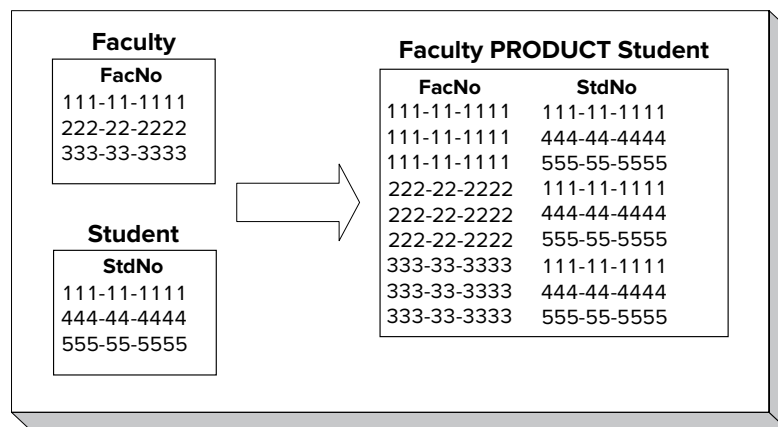 Faculty
FacNo
111-11-1111
222-22-2222
333-33-3333
Student
StdNo
111-11-1111
444-44-4444
555-55-5555
Faculty PRODUCT Student
FacNo StdNo
111-11-1111 111-11-1111
111-11-1111 444-44-4444
111-11-1111 555-55-5555
222-22-2222 111-11-1111
222-22-2222 444-44-4444
222-22-2222 555-55-5555
333-33-3333 111-11-1111
333-33-3333 444-44-4444
333-33-3333 555-55-5555